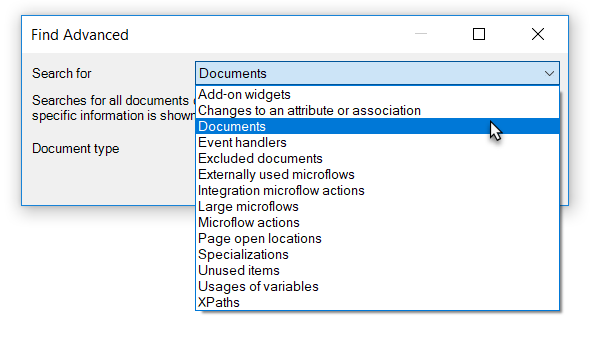 Find Advanced
Search for
Documents
Searches for all documents
specific information is shown
Document type
Add-on widgets
Changes to an attribute or association
Documents
Event handlers
Excluded documents
Externally used microflows
Integration microflow actions
Large microflows
Microflow actions
Page open locations
Specializations
Unused items
Usages of variables
XPaths